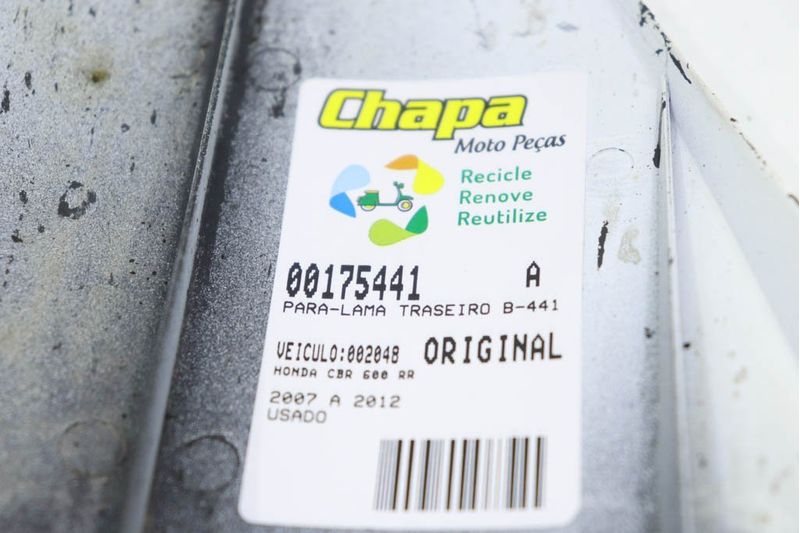 Chapa
Moto Peças
Recicle
Renove
Reutilize
00175441 A
PARA-LAMA TRASEIRO B-441
VEICULO:002048 ORIGINAL
HONDA CBR 600 RR
2007 A 2012
USADO